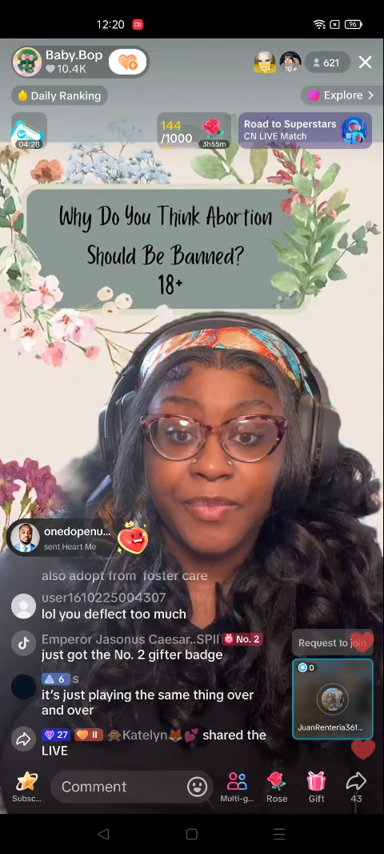 12:20
96
Baby.Bop
10.4K
621
Daily Ranking
Explore >
04:28
144
/1000
3h55m
Road to Superstars
CN LIVE Match
Why Do You Think Abortion
Should Be Banned?
18+
onedopenu...
sent Heart Me
also adopt from foster care
user1610225004307
lol you deflect too much
Emperor Jasonus Caesar..SPII No. 2
just got the No. 2 gifter badge
6 s
it's just playing the same thing over
and over
27 II Katelyn shared the
LIVE
Request to join
0
JuanRenteria361...
Comment
Subsc...
Multi-g...
Rose
Gift
43